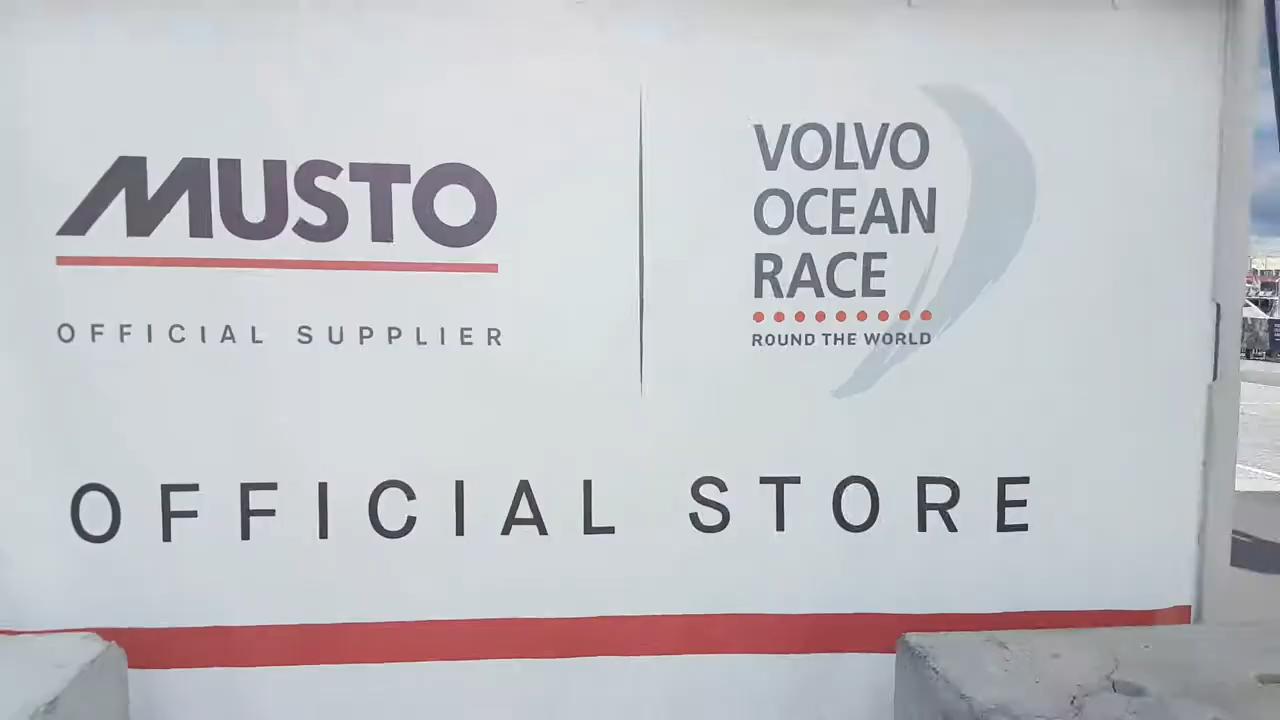 MUSTO
OFFICIAL SUPPLIER
VOLVO
OCEAN
RACE
ROUND THE WORLD
OFFICIAL STORE